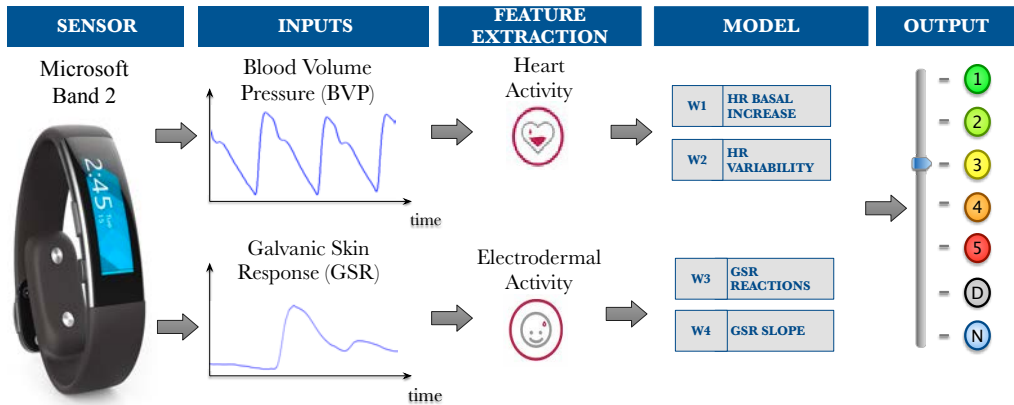 SENSOR
INPUTS
FEATURE
EXTRACTION
MODEL
OUTPUT
Microsoft
Band 2
2:45
Tue
15
Blood Volume
Pressure (BVP)
time
Heart
Activity
W1
HR BASAL
INCREASE
W2
HR
VARIABILITY
Galvanic Skin
Response (GSR)
time
Electrodermal
Activity
W3
GSR
REACTIONS
W4
GSR SLOPE
1
2
3
4
5
D
N